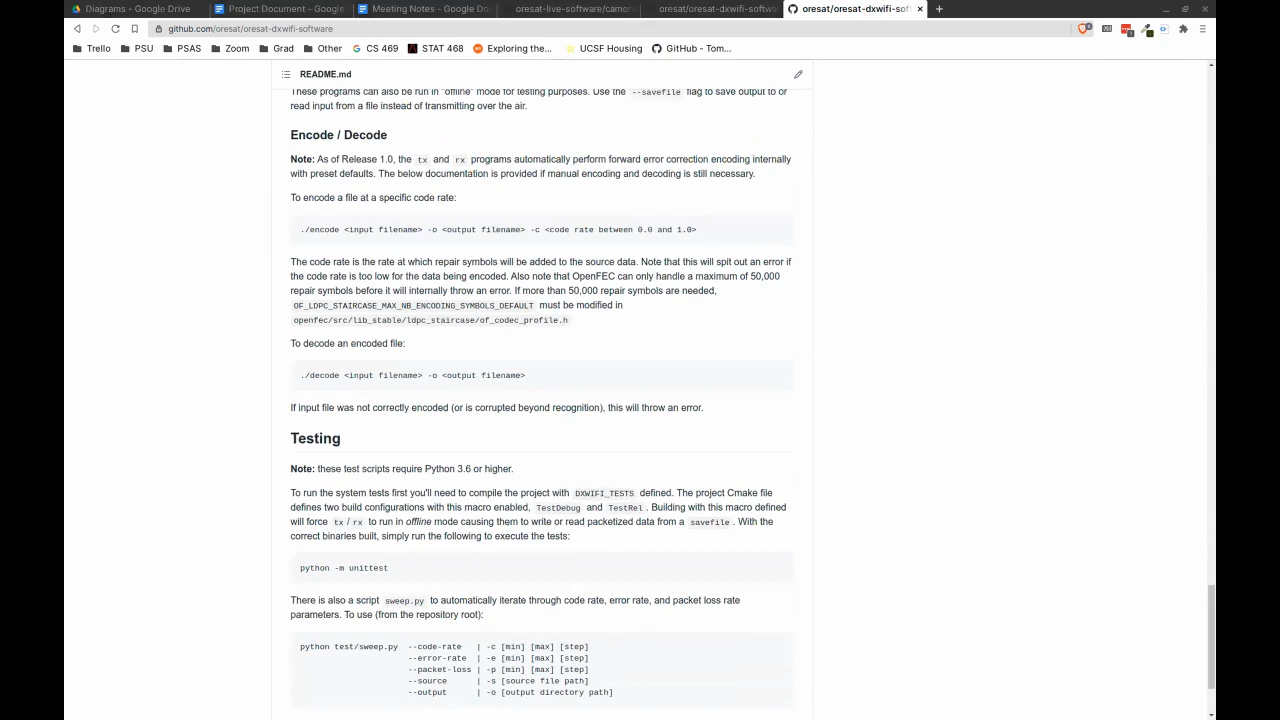 Diagrams - Google Drive
Project Document - Google
Meeting Notes - Google Do
oresat-live-software/camer
oresat/oresat-dxwifi-softw
oresat/oresat-dxwifi-sof
github.com/oresat/oresat-dxwifi-software
Trello PSU PSAS Zoom Grad Other CS 469 STAT 468 Exploring the... UCSF Housing GitHub - Tom...
README.md
These programs can also be run in "offline" mode for testing purposes. Use the --savefile flag to save output to or
read input from a file instead of transmitting over the air.
Encode / Decode
Note: As of Release 1.0, the tx and rx programs automatically perform forward error correction encoding internally
with preset defaults. The below documentation is provided if manual encoding and decoding is still necessary.
To encode a file at a specific code rate:
./encode <input filename> -o <output filename> -c <code rate between 0.0 and 1.0>
The code rate is the rate at which repair symbols will be added to the source data. Note that this will spit out an error if
the code rate is too low for the data being encoded. Also note that OpenFEC can only handle a maximum of 50,000
repair symbols before it will internally throw an error. If more than 50,000 repair symbols are needed,
OF_LDPC_STAIRCASE_MAX_NB_ENCODING_SYMBOLS_DEFAULT must be modified in
openfec/src/lib_stable/ldpc_staircase/of_codec_profile.h
To decode an encoded file:
./decode <input filename> -o <output filename>
If input file was not correctly encoded (or is corrupted beyond recognition), this will throw an error.
Testing
Note: these test scripts require Python 3.6 or higher.
To run the system tests first you'll need to compile the project with DXWIFI_TESTS defined. The project Cmake file
defines two build configurations with this macro enabled, TestDebug and TestRel. Building with this macro defined
will force tx / rx to run in offline mode causing them to write or read packetized data from a savefile. With the
correct binaries built, simply run the following to execute the tests:
python -m unittest
There is also a script sweep.py to automatically iterate through code rate, error rate, and packet loss rate
parameters. To use (from the repository root):
python test/sweep.py --code-rate | -c [min] [max] [step]
--error-rate | -e [min] [max] [step]
--packet-loss | -p [min] [max] [step]
--source | -s [source file path]
--output | -o [output directory path]